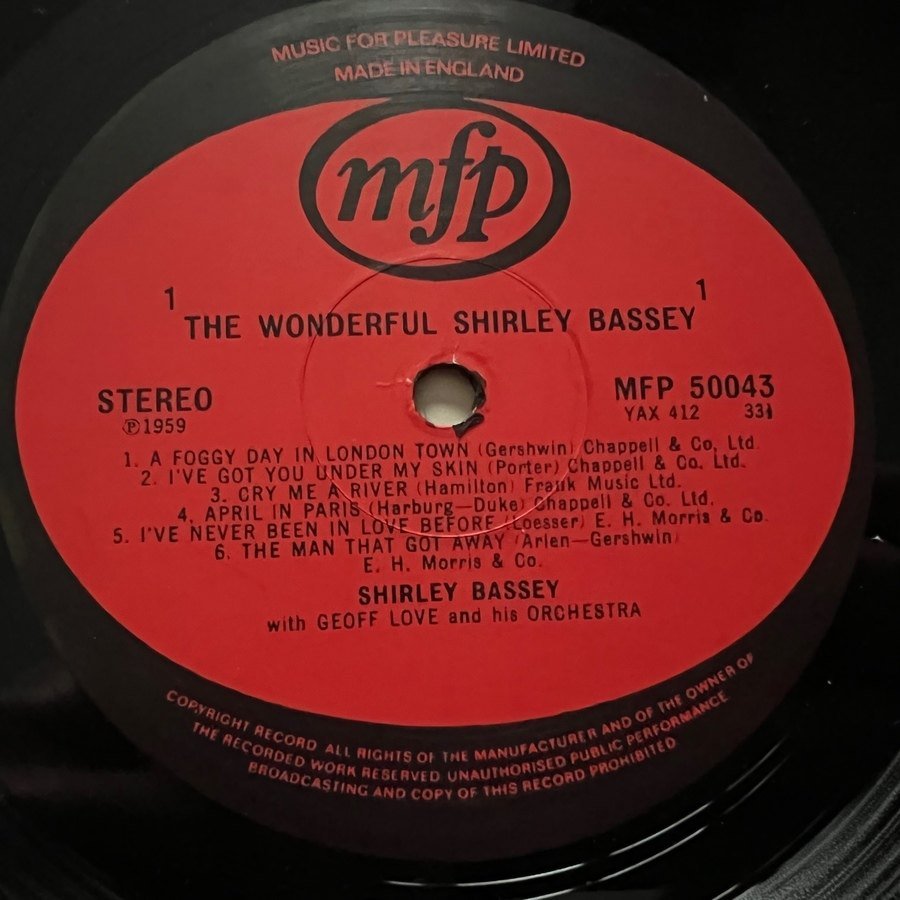 MUSIC FOR PLEASURE LIMITED
MADE IN ENGLAND
mfp
1 1
THE WONDERFUL SHIRLEY BASSEY
STEREO MFP 50043
℗1959 YAX 412 33⅓
1. A FOGGY DAY IN LONDON TOWN (Gershwin) Chappell & Co. Ltd.
2. I'VE GOT YOU UNDER MY SKIN (Porter) Chappell & Co. Ltd.
3. CRY ME A RIVER (Hamilton) Frank Music Ltd.
4. APRIL IN PARIS (Harburg—Duke) Chappell & Co. Ltd.
5. I'VE NEVER BEEN IN LOVE BEFORE (Loesser) E. H. Morris & Co.
6. THE MAN THAT GOT AWAY (Arlen—Gershwin)
E. H. Morris & Co.
SHIRLEY BASSEY
with GEOFF LOVE and his ORCHESTRA
COPYRIGHT RECORD ALL RIGHTS OF THE MANUFACTURER AND OF THE OWNER OF
THE RECORDED WORK RESERVED UNAUTHORISED PUBLIC PERFORMANCE
BROADCASTING AND COPY OF THIS RECORD PROHIBITED